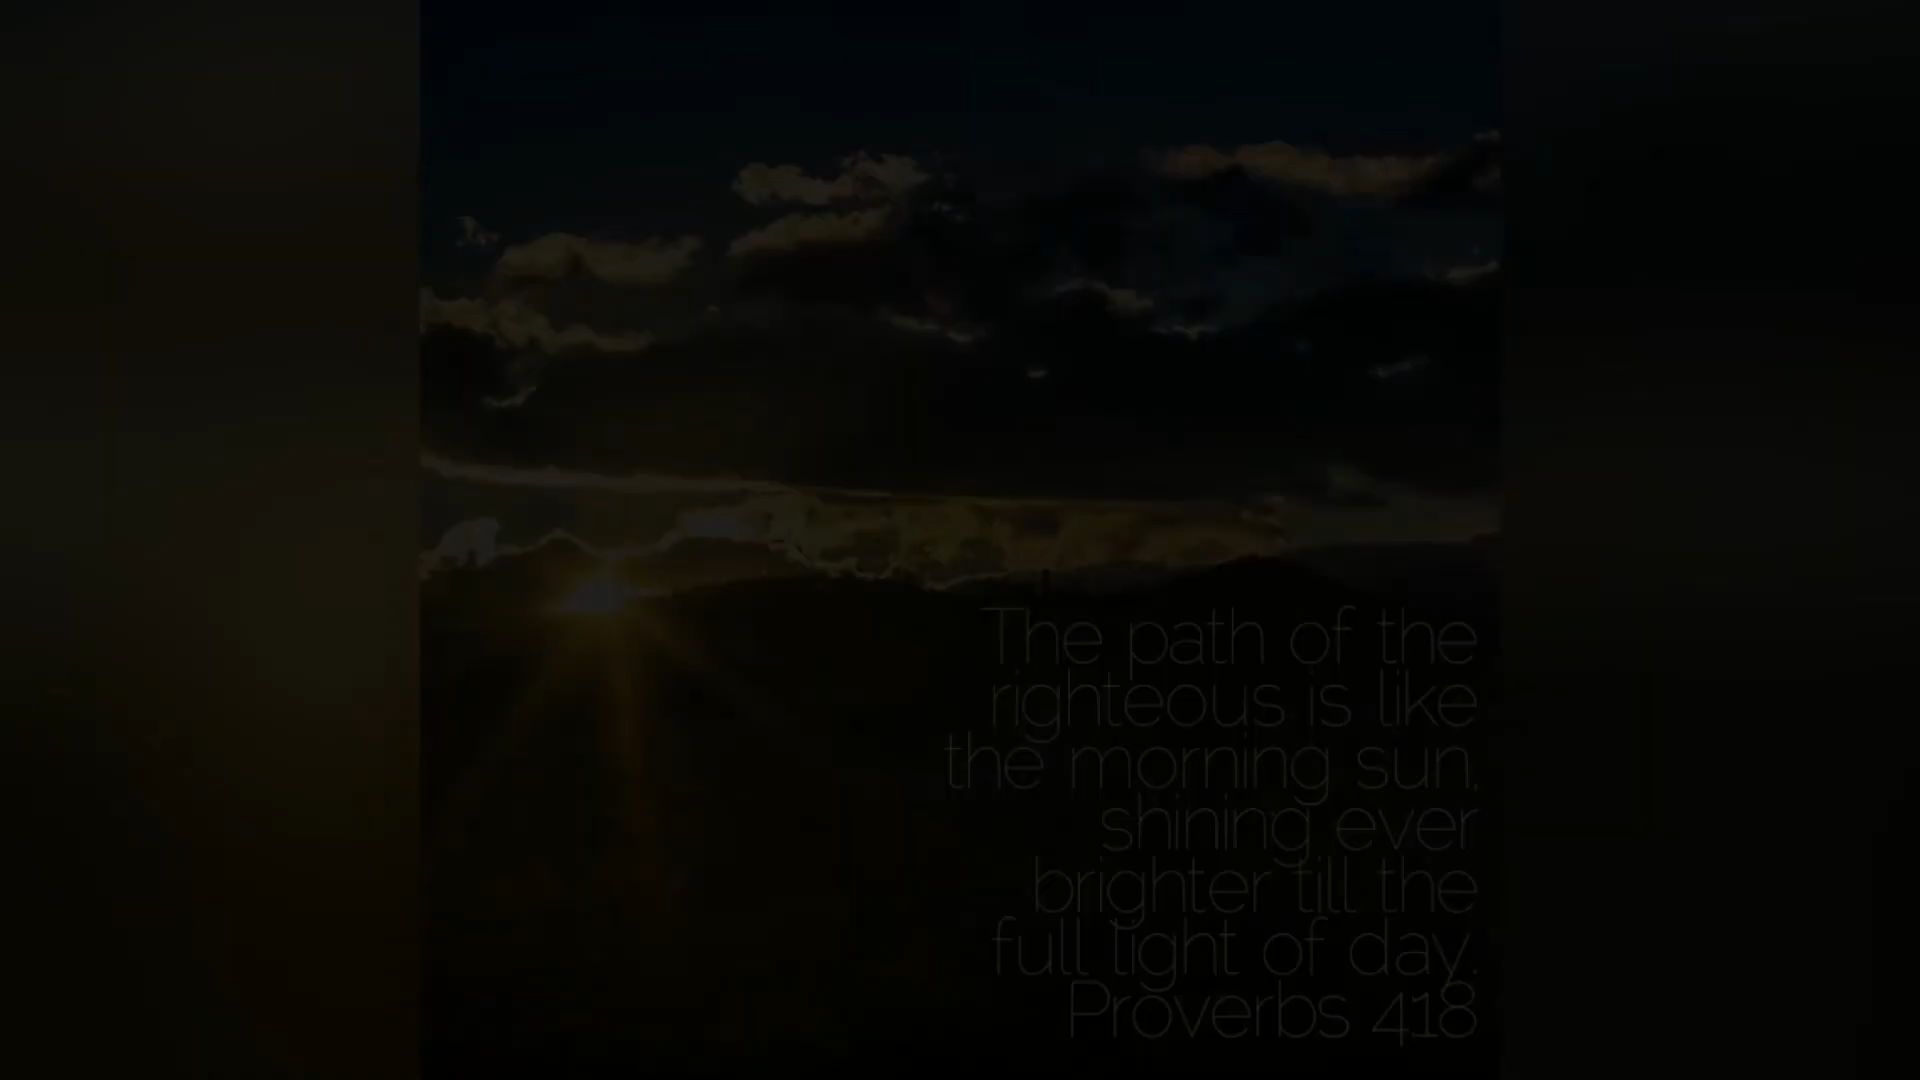 The path of the
righteous is like
the morning sun,
shining ever
brighter till the
full light of day.
Proverbs 418